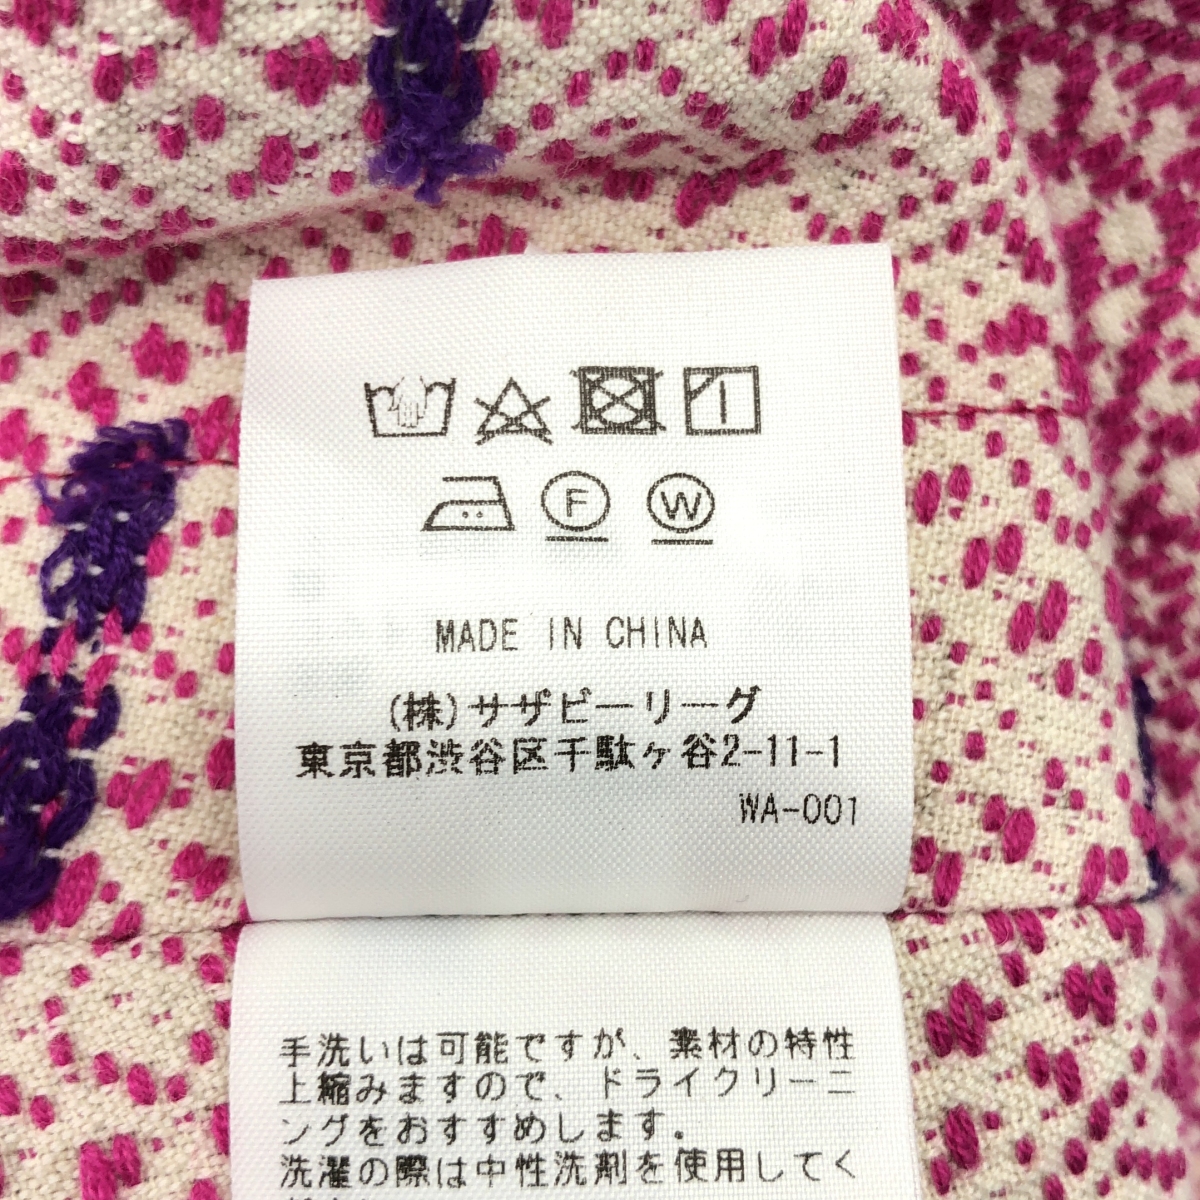 F W
MADE IN CHINA
(株)サザビーリーグ
東京都渋谷区千駄ヶ谷2-11-1
WA-001
手洗いは可能ですが、素材の特性
上縮みますので、ドライクリーニ
ングをおすすめします。
洗濯の際は中性洗剤を使用してく